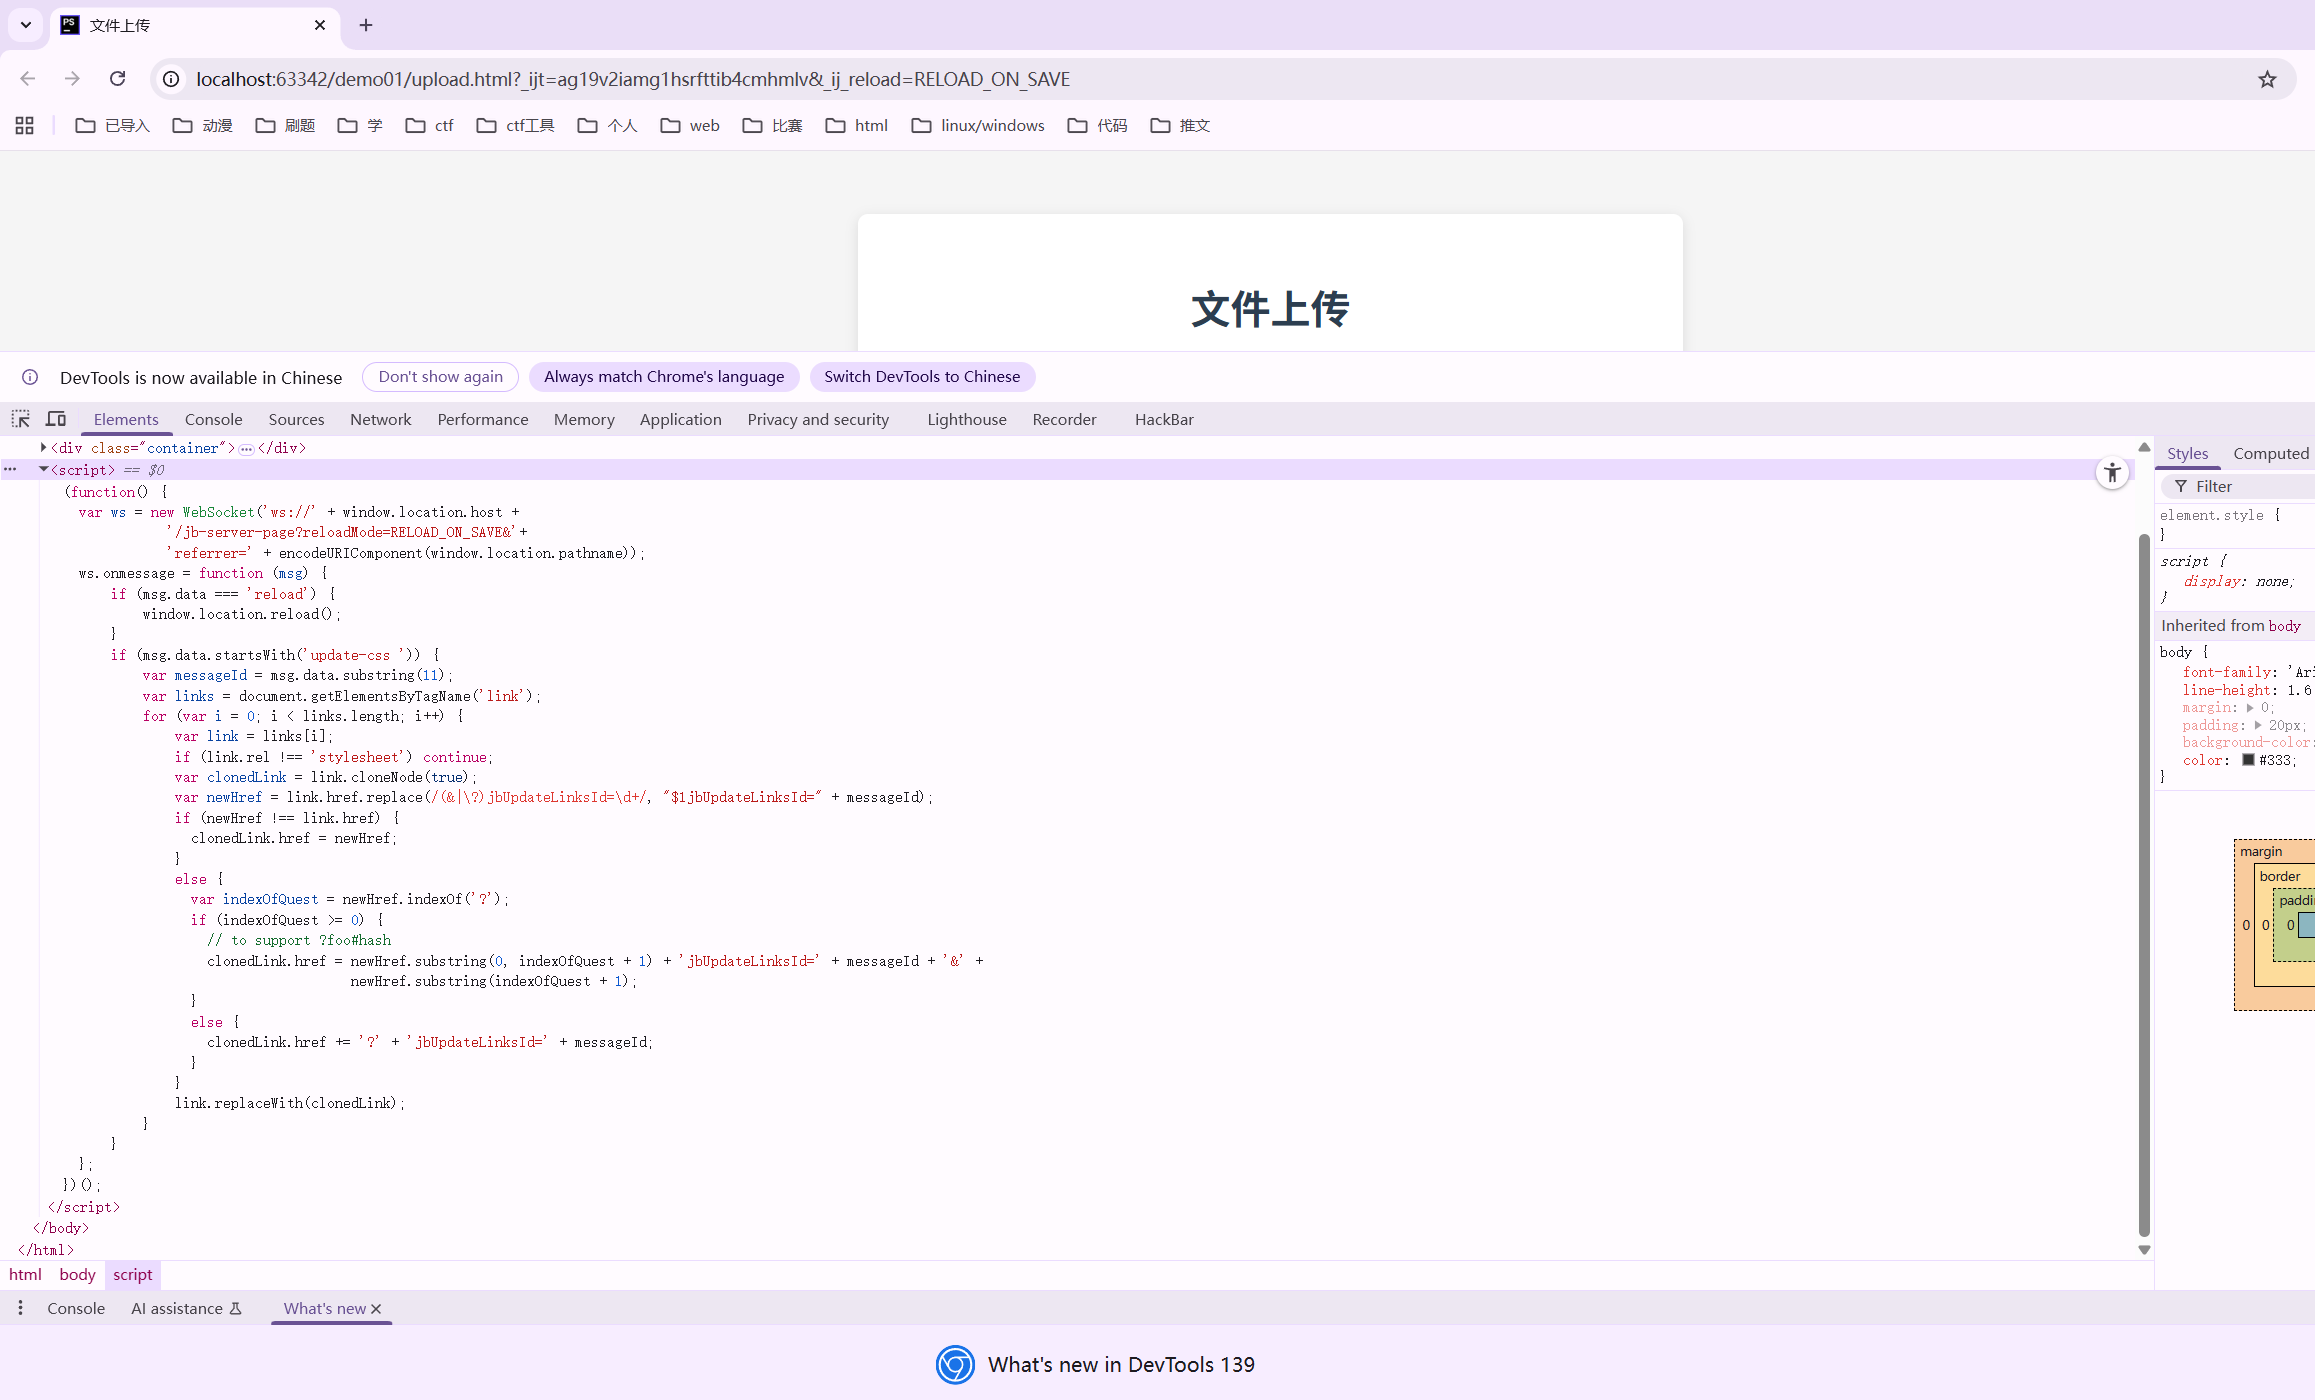 文件上传
localhost:63342/demo01/upload.html?_ijt=ag19v2iamg1hsrfttib4cmhmlv&_ij_reload=RELOAD_ON_SAVE
已导入 动漫 刷题 学 ctf ctf工具 个人 web 比赛 html linux/windows 代码 推文
文件上传
DevTools is now available in Chinese Don't show again Always match Chrome's language Switch DevTools to Chinese
Elements Console Sources Network Performance Memory Application Privacy and security Lighthouse Recorder HackBar
<div class="container">…</div>
<script> == $0
(function() {
var ws = new WebSocket('ws://' + window.location.host +
'/jb-server-page?reloadMode=RELOAD_ON_SAVE&'+
'referrer=' + encodeURIComponent(window.location.pathname));
ws.onmessage = function (msg) {
if (msg.data === 'reload') {
window.location.reload();
}
if (msg.data.startsWith('update-css ')) {
var messageId = msg.data.substring(11);
var links = document.getElementsByTagName('link');
for (var i = 0; i < links.length; i++) {
var link = links[i];
if (link.rel !== 'stylesheet') continue;
var clonedLink = link.cloneNode(true);
var newHref = link.href.replace(/(&|\?)jbUpdateLinksId=\d+/, "$1jbUpdateLinksId=" + messageId);
if (newHref !== link.href) {
clonedLink.href = newHref;
}
else {
var indexOfQuest = newHref.indexOf('?');
if (indexOfQuest >= 0) {
// to support ?foo#hash
clonedLink.href = newHref.substring(0, indexOfQuest + 1) + 'jbUpdateLinksId=' + messageId + '&' +
newHref.substring(indexOfQuest + 1);
}
else {
clonedLink.href += '?' + 'jbUpdateLinksId=' + messageId;
}
}
link.replaceWith(clonedLink);
}
}
};
})();
</script>
</body>
</html>
html body script
Styles Computed
Filter
element.style {
}
script {
display: none;
}
Inherited from body
body {
font-family: 'Ari
line-height: 1.6
margin: 0;
padding: 20px;
background-color:
color: #333;
}
margin
border
paddi
0 0 0
Console AI assistance What's new
What's new in DevTools 139